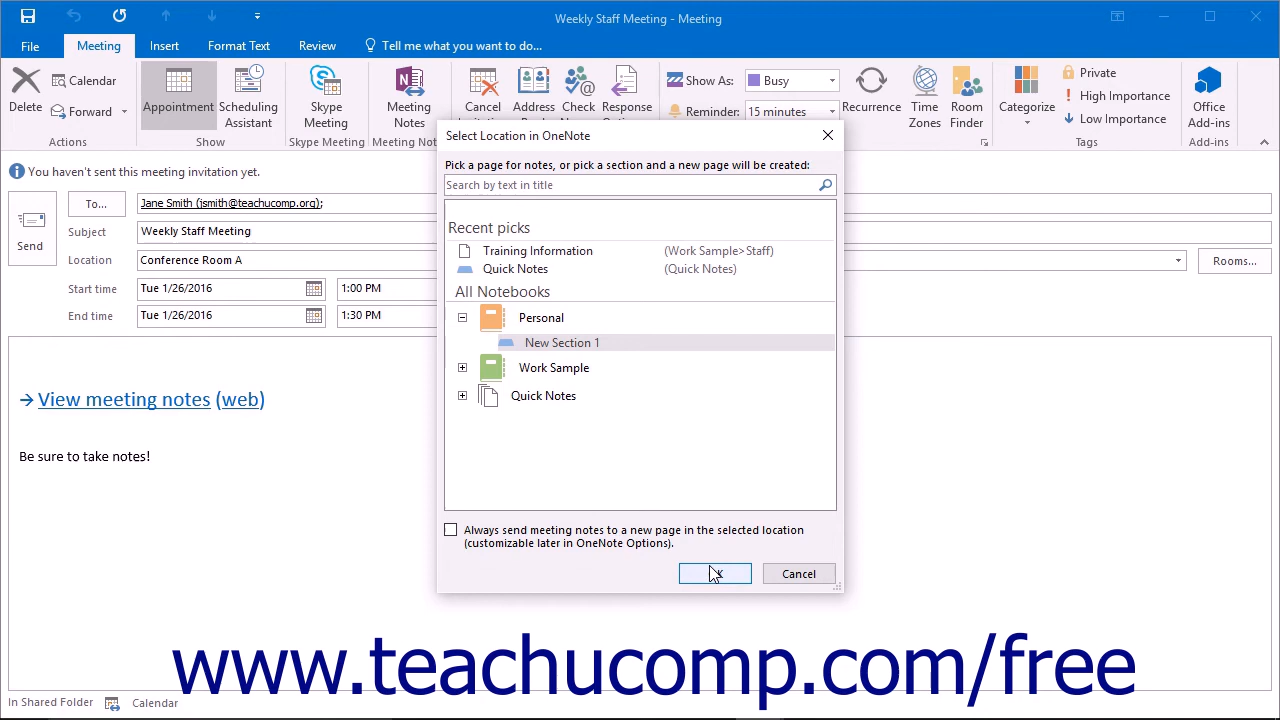 Weekly Staff Meeting - Meeting
File
Meeting
Insert
Format Text
Review
Tell me what you want to do...
Delete
Calendar
Forward
Actions
Appointment
Scheduling
Assistant
Show
Skype
Meeting
Skype Meeting
Meeting
Notes
Meeting No
Cancel
Address
Check
Response
Show As:
Busy
Reminder:
15 minutes
Recurrence
Time
Zones
Room
Finder
Categorize
Private
High Importance
Low Importance
Tags
Office
Add-ins
Add-ins
You haven't sent this meeting invitation yet.
Send
To...
Jane Smith (jsmith@teachucomp.org);
Subject
Weekly Staff Meeting
Location
Conference Room A
Rooms...
Start time
Tue 1/26/2016
1:00 PM
End time
Tue 1/26/2016
1:30 PM
→ View meeting notes (web)
Be sure to take notes!
Select Location in OneNote
Pick a page for notes, or pick a section and a new page will be created:
Search by text in title
Recent picks
Training Information (Work Sample>Staff)
Quick Notes (Quick Notes)
All Notebooks
Personal
New Section 1
Work Sample
Quick Notes
Always send meeting notes to a new page in the selected location
(customizable later in OneNote Options).
Cancel
www.teachucomp.com/free
In Shared Folder
Calendar